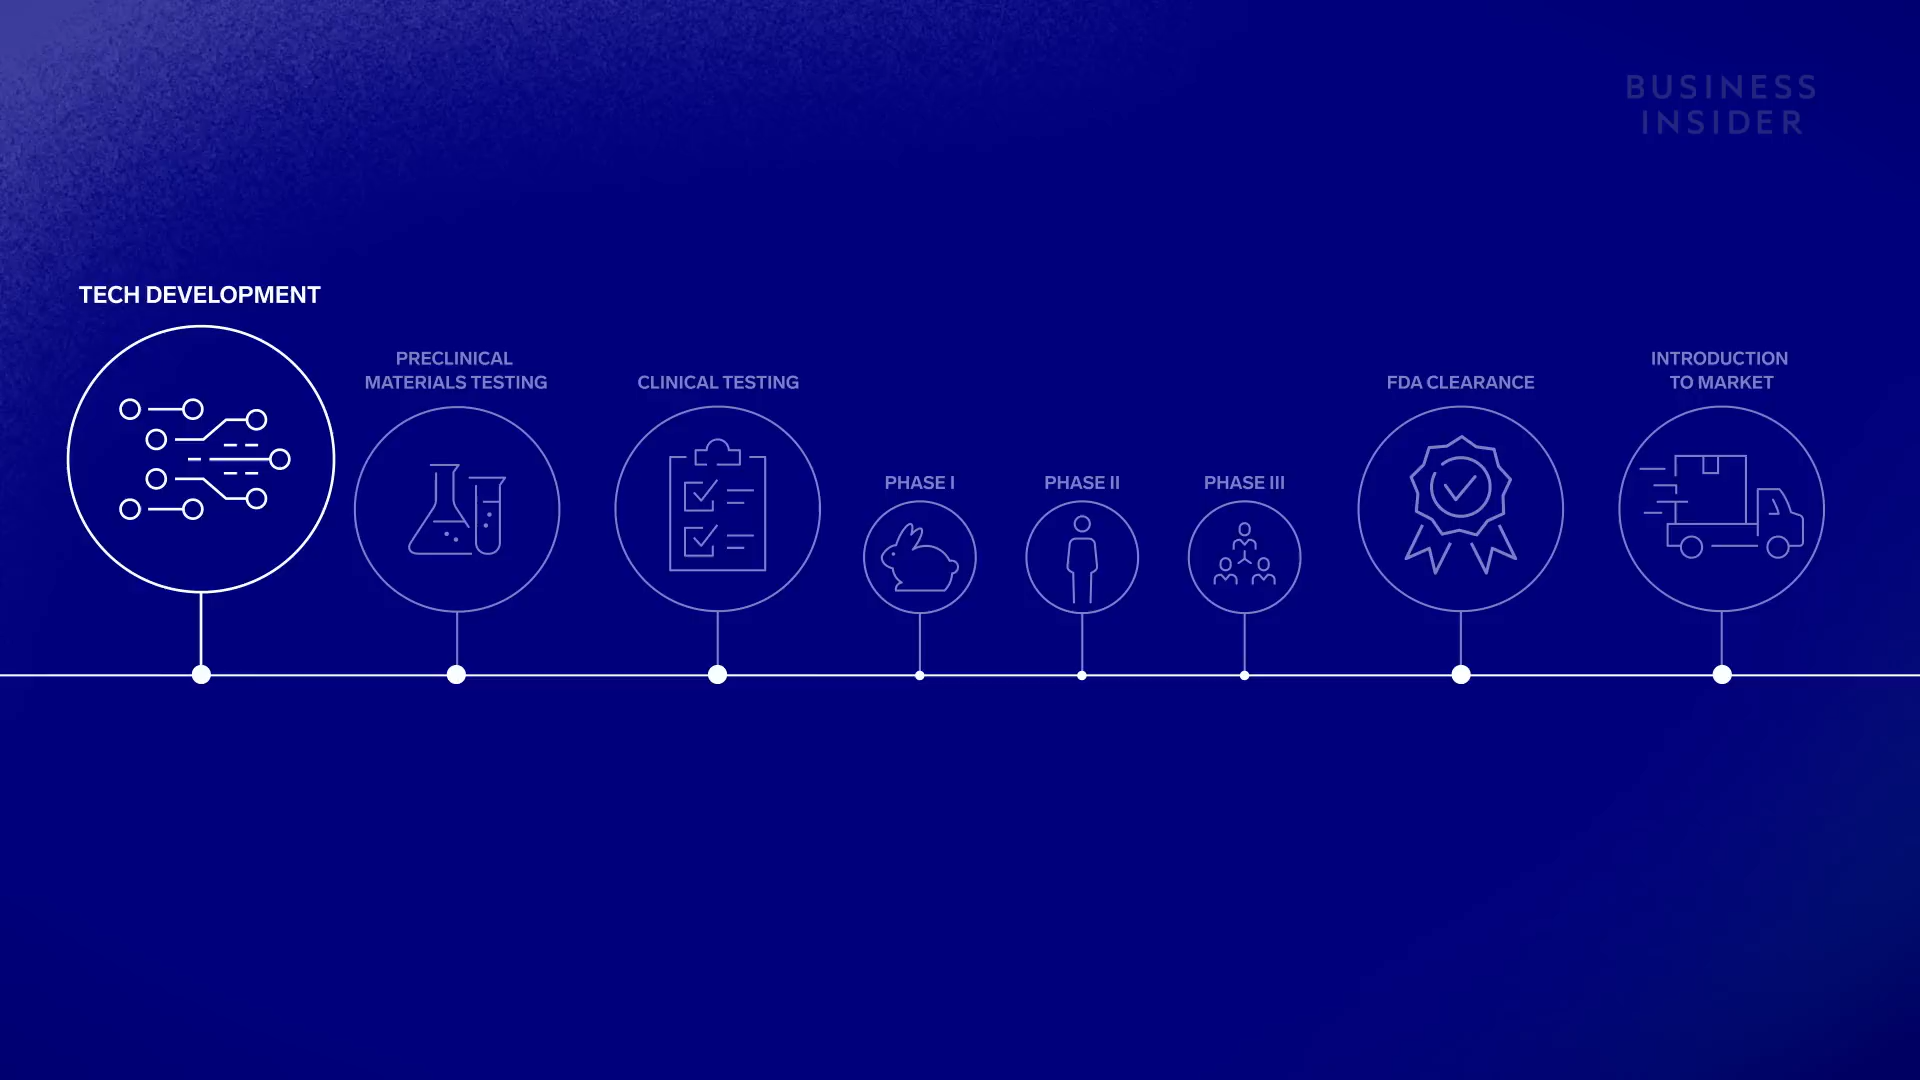 BUSINESS
INSIDER
TECH DEVELOPMENT
PRECLINICAL
MATERIALS TESTING
CLINICAL TESTING
PHASE I
PHASE II
PHASE III
FDA CLEARANCE
INTRODUCTION
TO MARKET